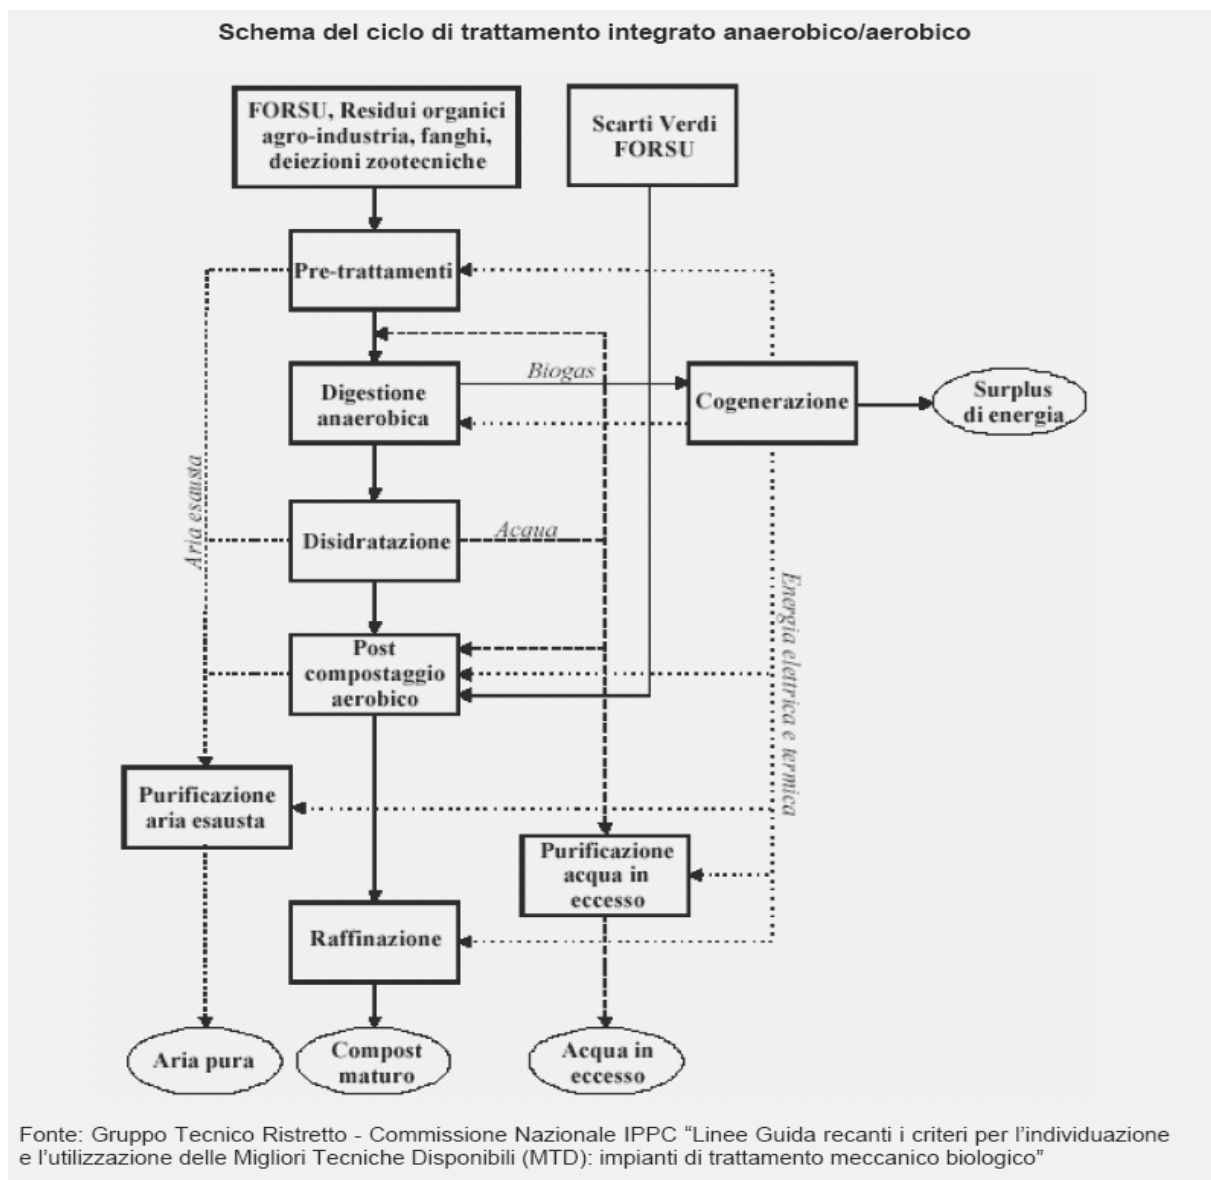 Schema del ciclo di trattamento integrato anaerobico/aerobico
FORSU, Residui organici
agro-industria, fanghi,
deiezioni zootecniche
Scarti Verdi
FORSU
Pre-trattamenti
Digestione
anaerobica
Biogas
Cogenerazione
Surplus
di energia
Aria esausta
Disidratazione
Acqua
Energia elettrica e termica
Post
compostaggio
aerobico
Purificazione
aria esausta
Purificazione
acqua in
eccesso
Raffinazione
Aria pura
Compost
maturo
Acqua in
eccesso
Fonte: Gruppo Tecnico Ristretto - Commissione Nazionale IPPC “Linee Guida recanti i criteri per l’individuazione
e l’utilizzazione delle Migliori Tecniche Disponibili (MTD): impianti di trattamento meccanico biologico”